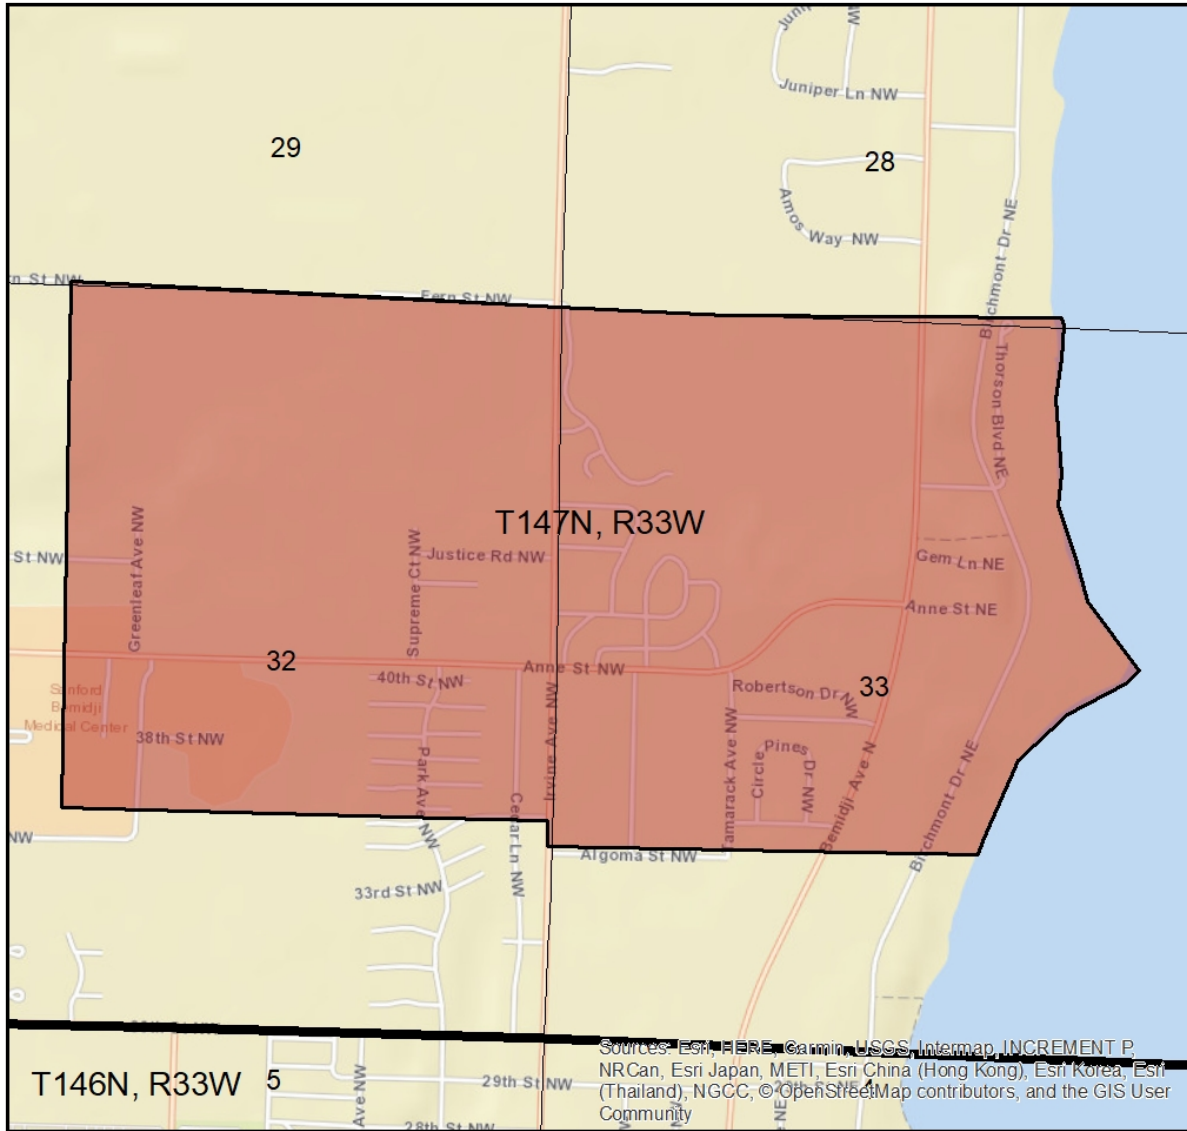 Juniper Ln NW
29
28
Amos Way NW
Birchmont Dr NE
Fern St NW
Thorson Blvd NE
T147N, R33W
St NW
Greenleaf Ave NW
Supreme Ct NW
Justice Rd NW
Gem Ln NE
Anne St NE
32
Anne St NW
40th St NW
33
Robertson Dr NW
Sanford
Bemidji
Medical Center
38th St NW
Irvine Ave NW
Park Ave NW
Cedar Ln NW
Tamarack Ave NW
Circle
Pines Dr NW
Bemidji Ave N
Birchmont Dr NE
NW
Algoma St NW
33rd St NW
T146N, R33W
5
29th St NW
Ave NW
28th St NW
4
Sources: Esri, HERE, Garmin, USGS, Intermap, INCREMENT P,
NRCan, Esri Japan, METI, Esri China (Hong Kong), Esri Korea, Esri
(Thailand), NGCC, © OpenStreetMap contributors, and the GIS User
Community